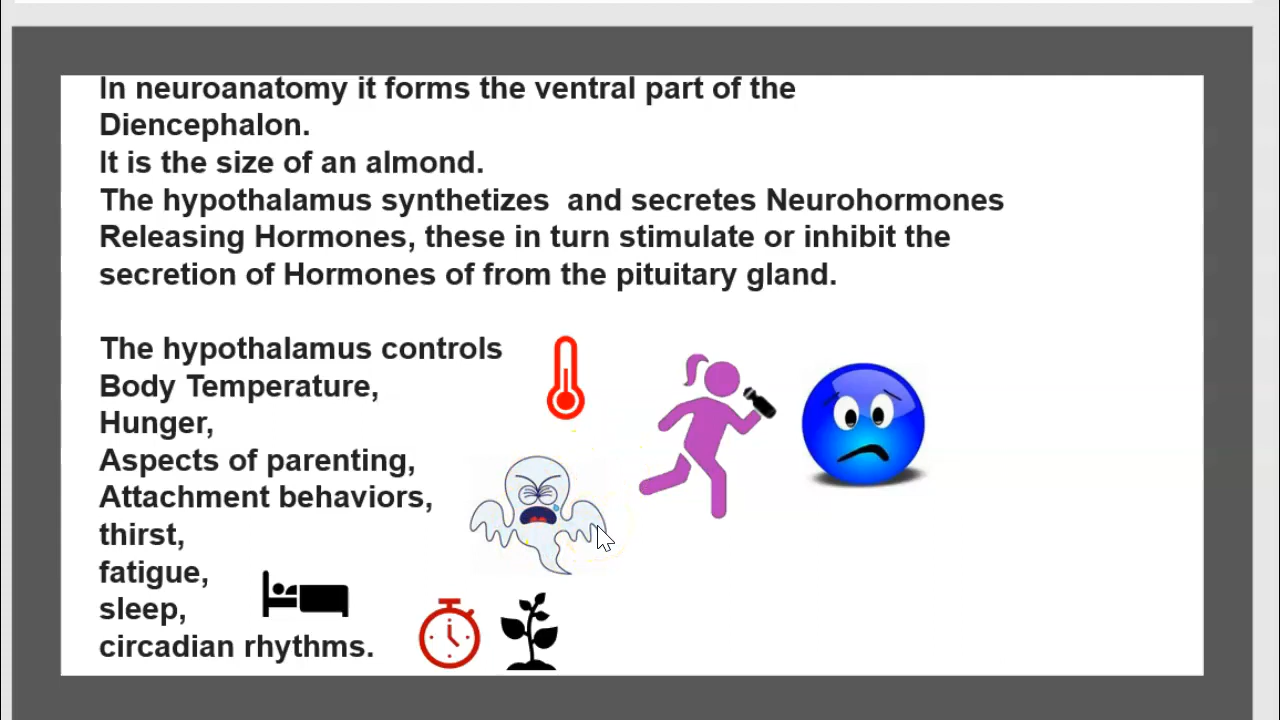 In neuroanatomy it forms the ventral part of the
Diencephalon.
It is the size of an almond.
The hypothalamus synthetizes  and secretes Neurohormones
Releasing Hormones, these in turn stimulate or inhibit the
secretion of Hormones of from the pituitary gland.
The hypothalamus controls
Body Temperature,
Hunger,
Aspects of parenting,
Attachment behaviors,
thirst,
fatigue,
sleep,
circadian rhythms.